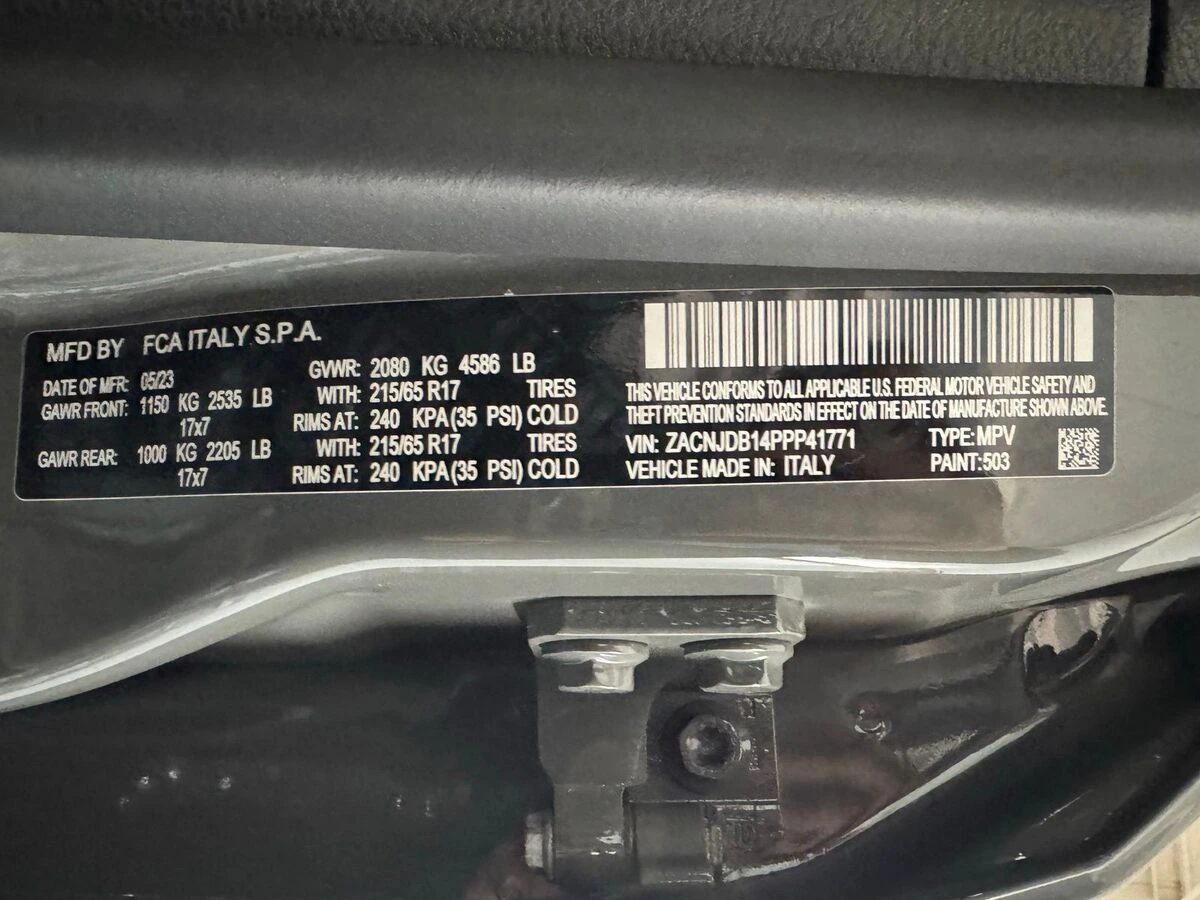 MFD BY FCA ITALY S.P.A.
DATE OF MFR: 05/23 GVWR: 2080 KG 4586 LB
GAWR FRONT: 1150 KG 2535 LB WITH: 215/65 R17 TIRES
17x7 RIMS AT: 240 KPA(35 PSI) COLD
GAWR REAR: 1000 KG 2205 LB WITH: 215/65 R17 TIRES
17x7 RIMS AT: 240 KPA(35 PSI) COLD
THIS VEHICLE CONFORMS TO ALL APPLICABLE U.S. FEDERAL MOTOR VEHICLE SAFETY AND
THEFT PREVENTION STANDARDS IN EFFECT ON THE DATE OF MANUFACTURE SHOWN ABOVE.
VIN: ZACNJDB14PPP41771 TYPE: MPV
VEHICLE MADE IN: ITALY PAINT: 503